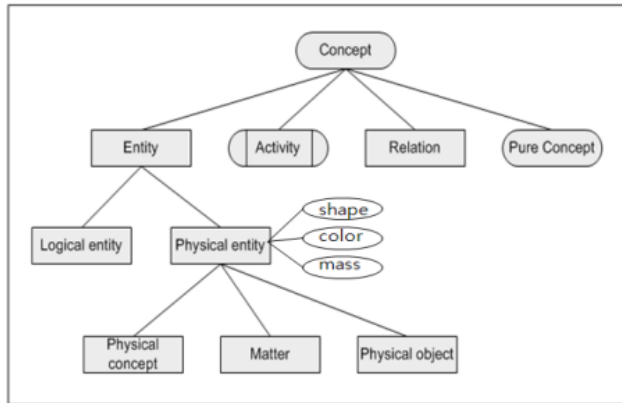 Concept
Entity
Activity
Relation
Pure Concept
shape
Logical entity
Physical entity
color
mass
Physical
concept
Matter
Physical object